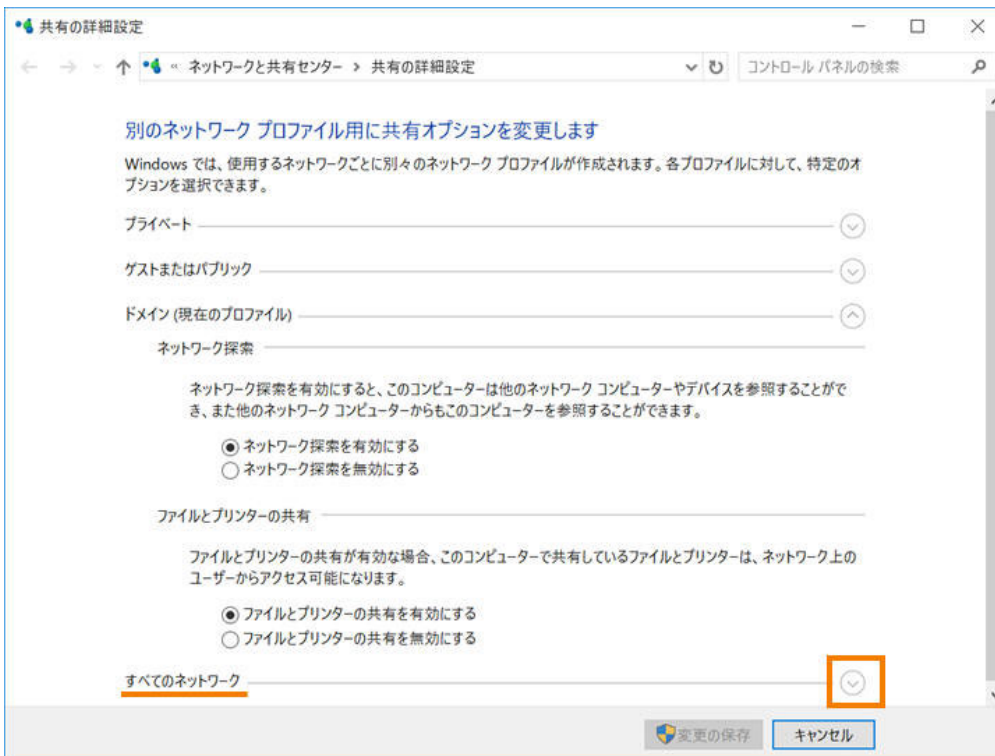 共有の詳細設定
« ネットワークと共有センター › 共有の詳細設定
コントロール パネルの検索
別のネットワーク プロファイル用に共有オプションを変更します
Windows では、使用するネットワークごとに別々のネットワーク プロファイルが作成されます。各プロファイルに対して、特定のオ
プションを選択できます。
プライベート
ゲストまたはパブリック
ドメイン (現在のプロファイル)
ネットワーク探索
ネットワーク探索を有効にすると、このコンピューターは他のネットワーク コンピューターやデバイスを参照することがで
き、また他のネットワーク コンピューターからもこのコンピューターを参照することができます。
ネットワーク探索を有効にする
ネットワーク探索を無効にする
ファイルとプリンターの共有
ファイルとプリンターの共有が有効な場合、このコンピューターで共有しているファイルとプリンターは、ネットワーク上の
ユーザーからアクセス可能になります。
ファイルとプリンターの共有を有効にする
ファイルとプリンターの共有を無効にする
すべてのネットワーク
変更の保存
キャンセル